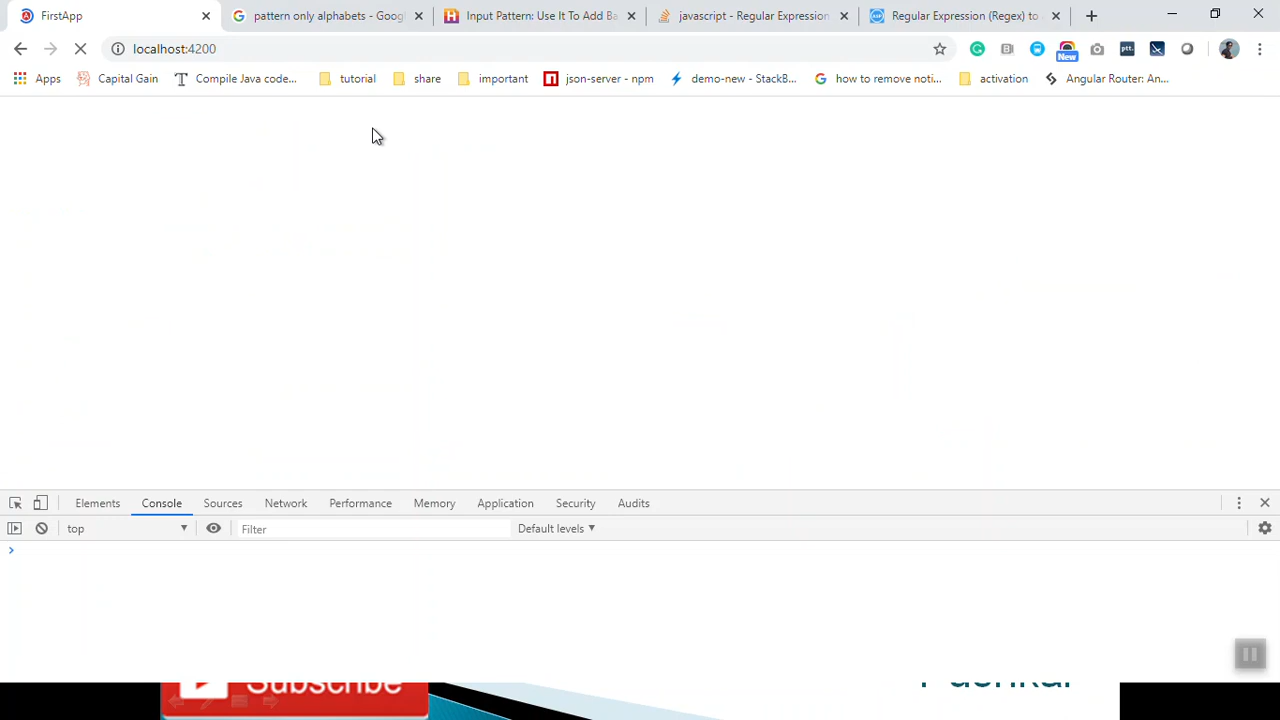 FirstApp
pattern only alphabets - Googl
Input Pattern: Use It To Add Ba
javascript - Regular Expression
Regular Expression (Regex) to
localhost:4200
New
ptt.
Apps
Capital Gain
Compile Java code...
tutorial
share
important
json-server - npm
demo-new - StackB...
how to remove noti...
activation
Angular Router: An...
Elements
Console
Sources
Network
Performance
Memory
Application
Security
Audits
top
Filter
Default levels
Subscribe